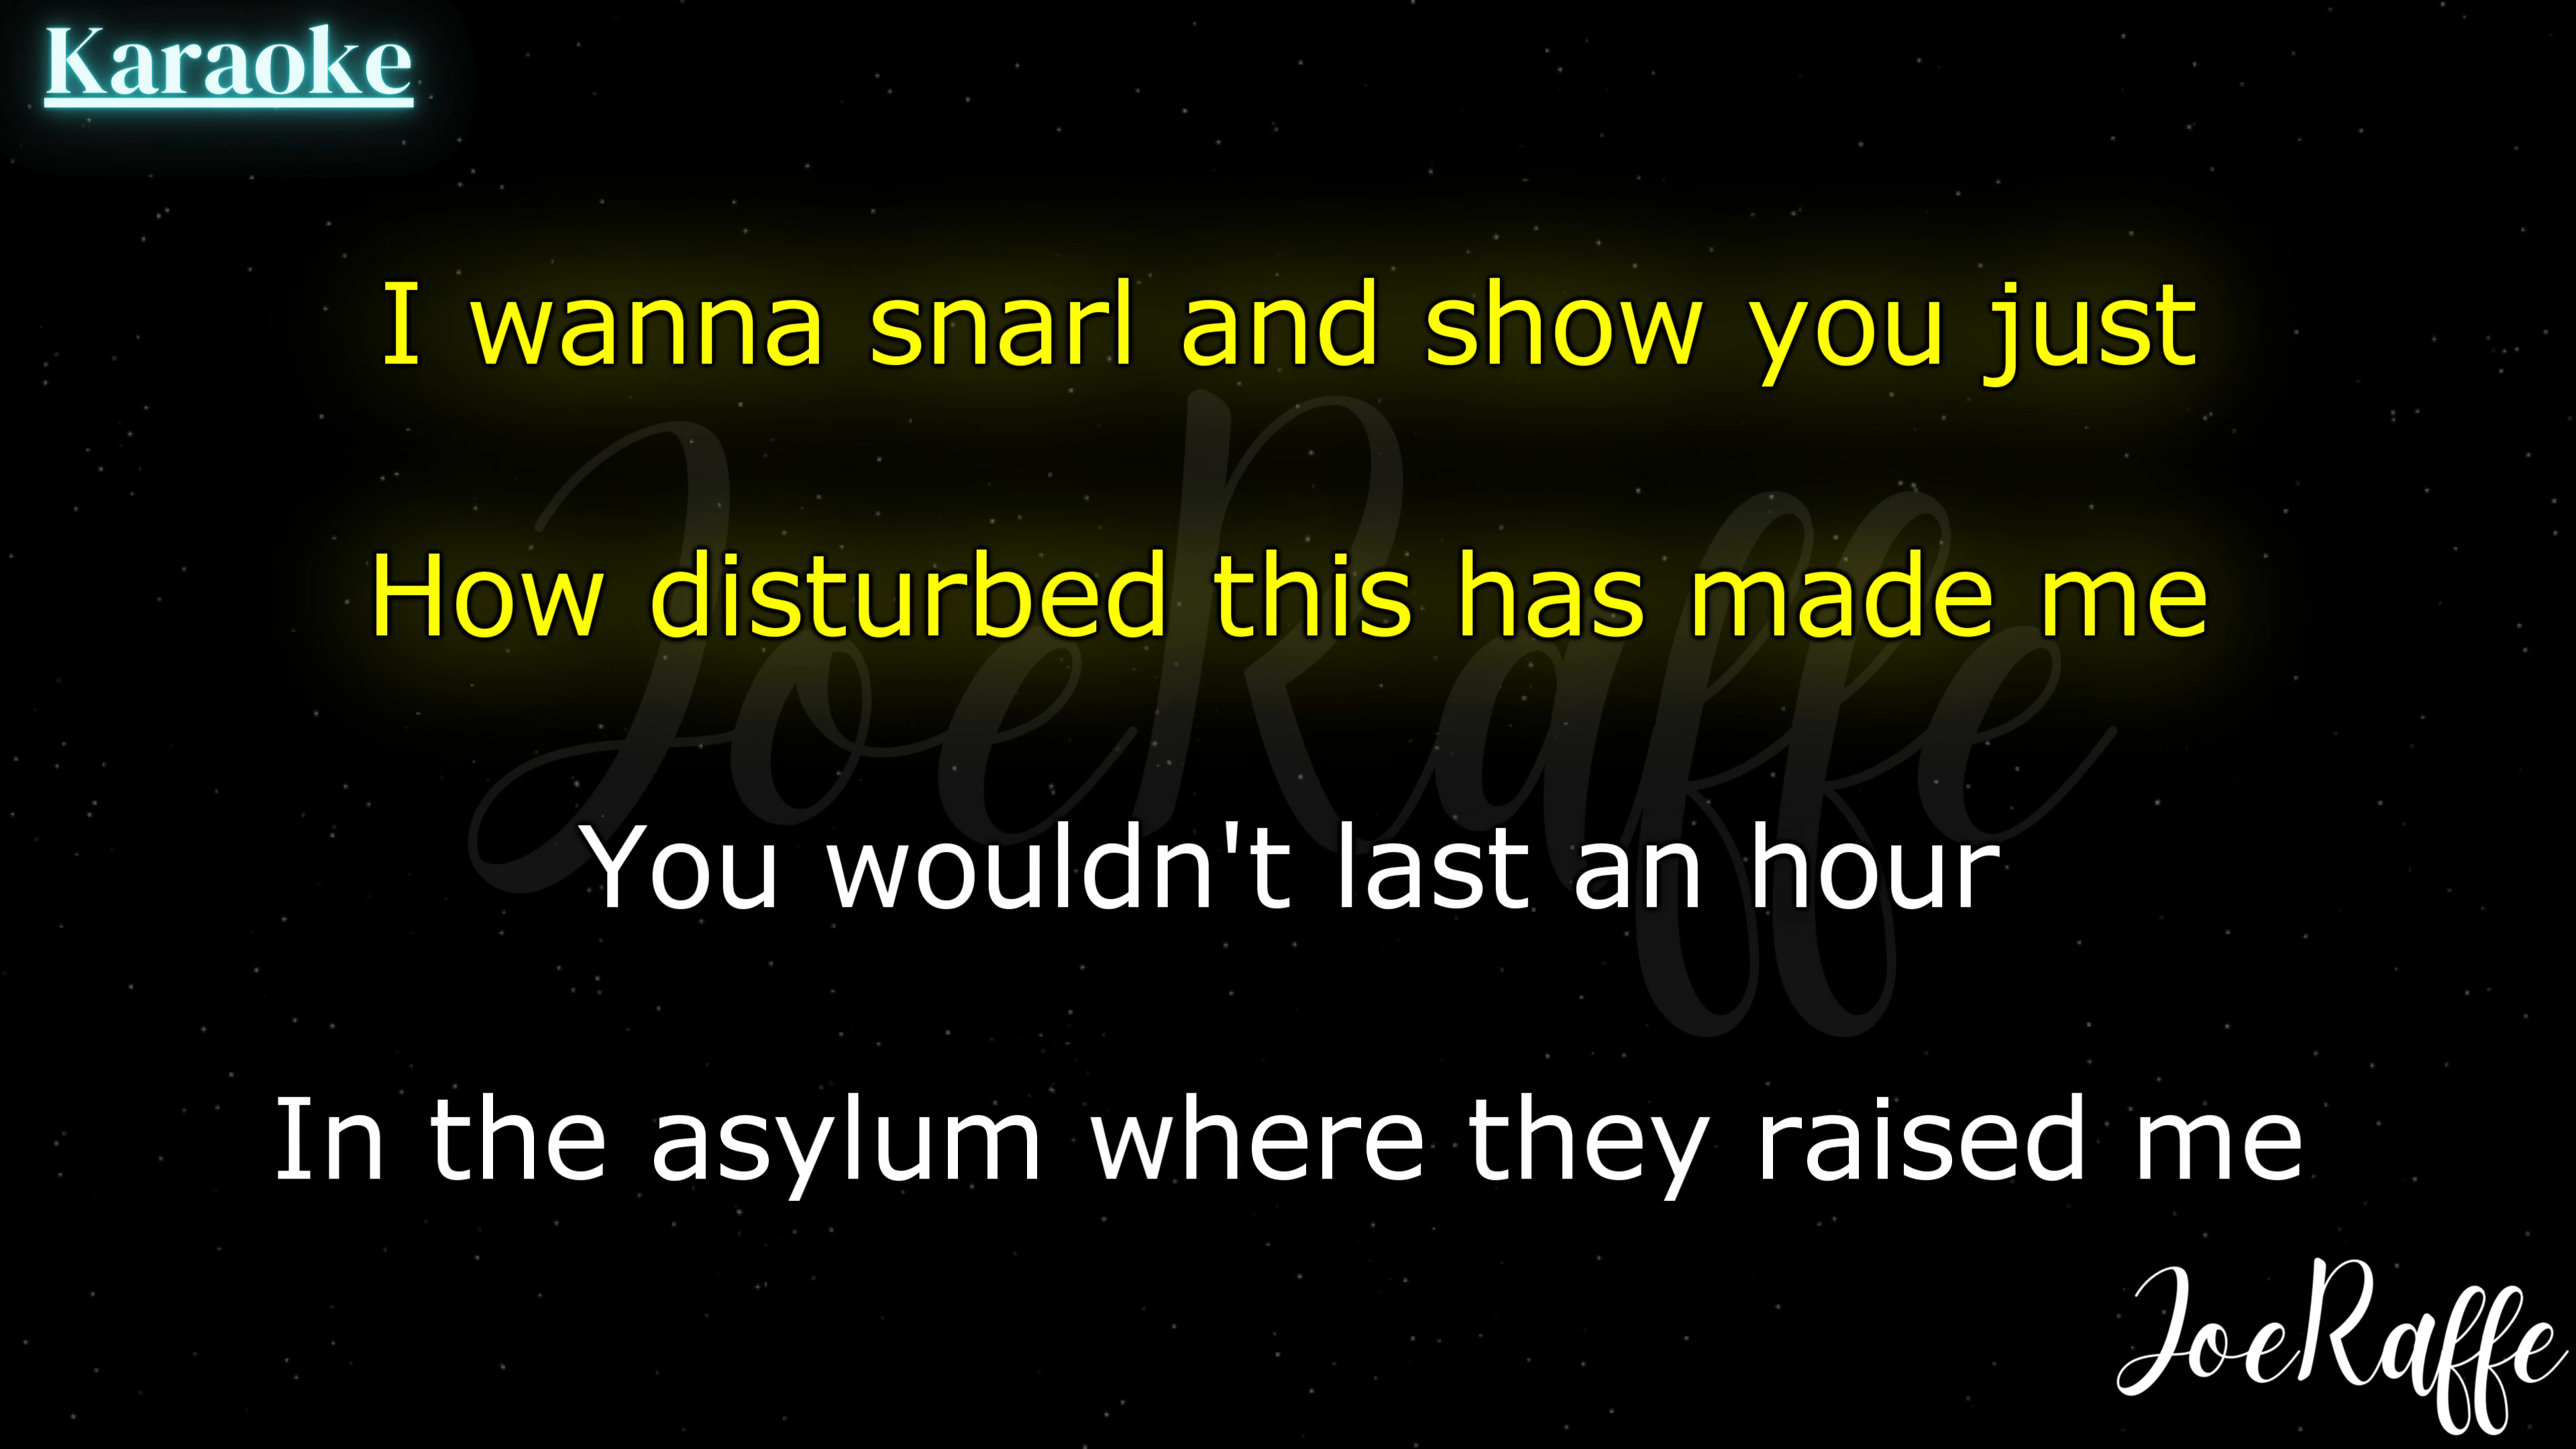 Karaoke
I wanna snarl and show you just
How disturbed this has made me
You wouldn't last an hour
In the asylum where they raised me
JoeRaffe
JoeRaffe